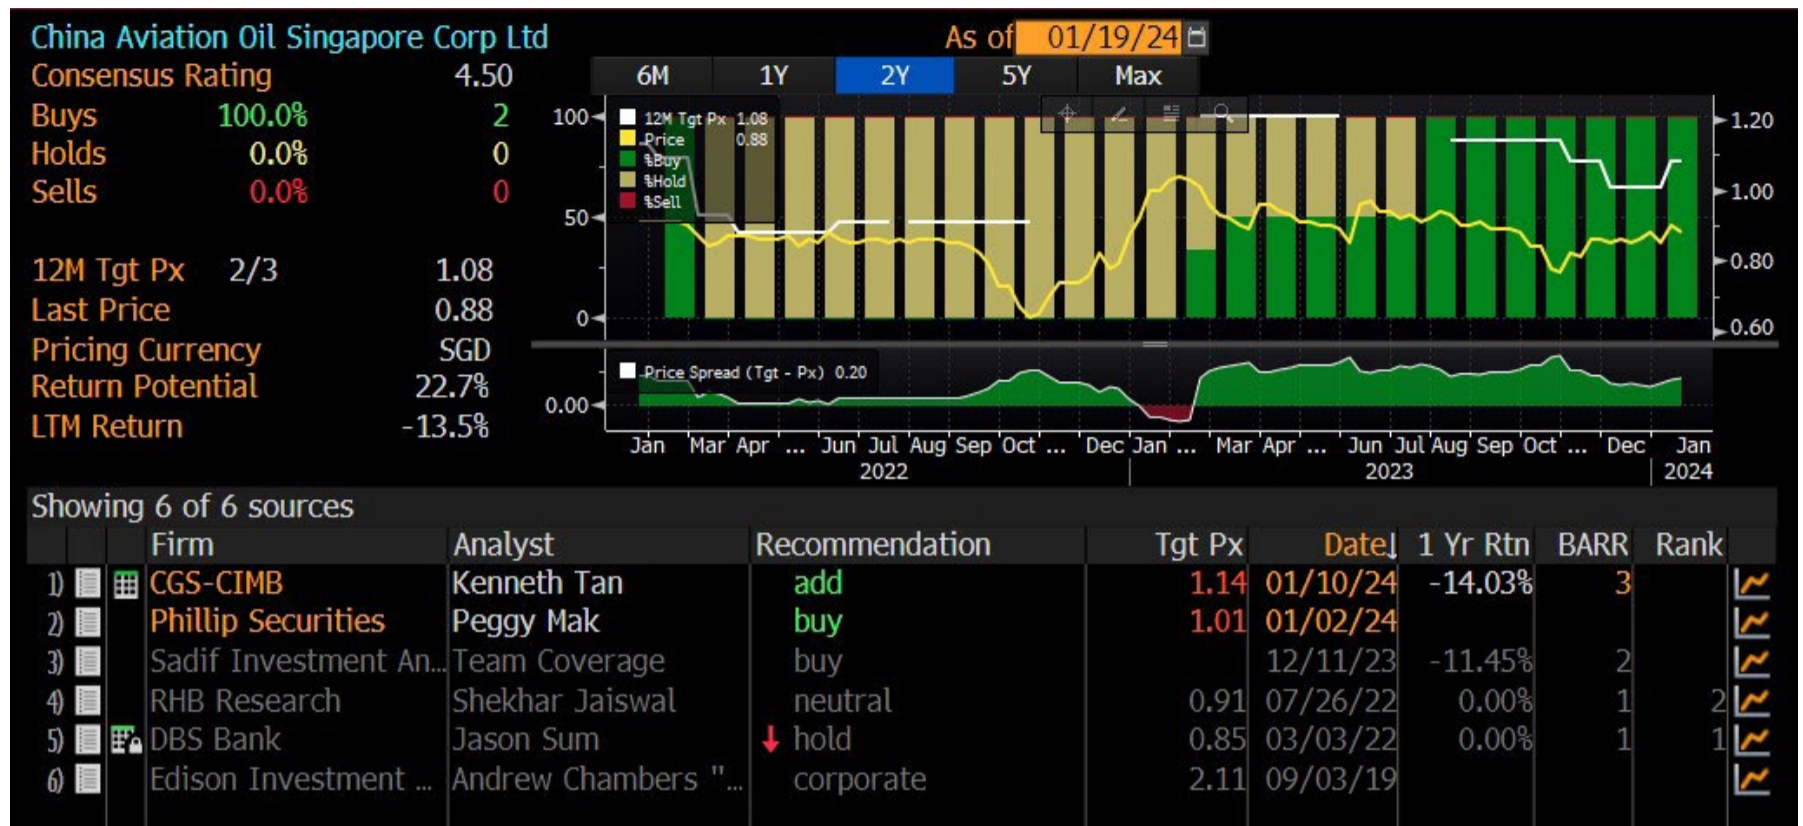 China Aviation Oil Singapore Corp Ltd
As of 01/19/24
Consensus Rating 4.50
6M 1Y 2Y 5Y Max
Buys 100.0% 2
Holds 0.0% 0
Sells 0.0% 0
12M Tgt Px 2/3 1.08
Last Price 0.88
Pricing Currency SGD
Return Potential 22.7%
LTM Return -13.5%
100
50
0
12M Tgt Px 1.08
Price 0.88
%Buy
%Hold
%Sell
1.20
1.00
0.80
0.60
Price Spread (Tgt - Px) 0.20
0.00
Jan Mar Apr ... Jun Jul Aug Sep Oct ... Dec Jan ... Mar Apr ... Jun Jul Aug Sep Oct ... Dec Jan
2022 2023 2024
Showing 6 of 6 sources
Firm Analyst Recommendation Tgt Px Date↓ 1 Yr Rtn BARR Rank
1) CGS-CIMB Kenneth Tan add 1.14 01/10/24 -14.03% 3
2) Phillip Securities Peggy Mak buy 1.01 01/02/24
3) Sadif Investment An... Team Coverage buy 12/11/23 -11.45% 2
4) RHB Research Shekhar Jaiswal neutral 0.91 07/26/22 0.00% 1 2
5) DBS Bank Jason Sum ↓ hold 0.85 03/03/22 0.00% 1 1
6) Edison Investment ... Andrew Chambers "... corporate 2.11 09/03/19